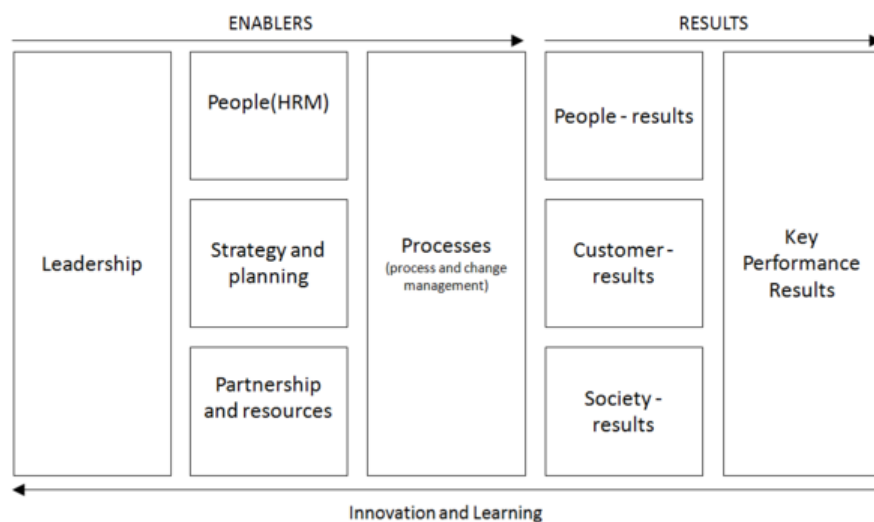 ENABLERS
RESULTS
Leadership
People(HRM)
Strategy and
planning
Partnership
and resources
Processes
(process and change
management)
People - results
Customer -
results
Society -
results
Key
Performance
Results
Innovation and Learning